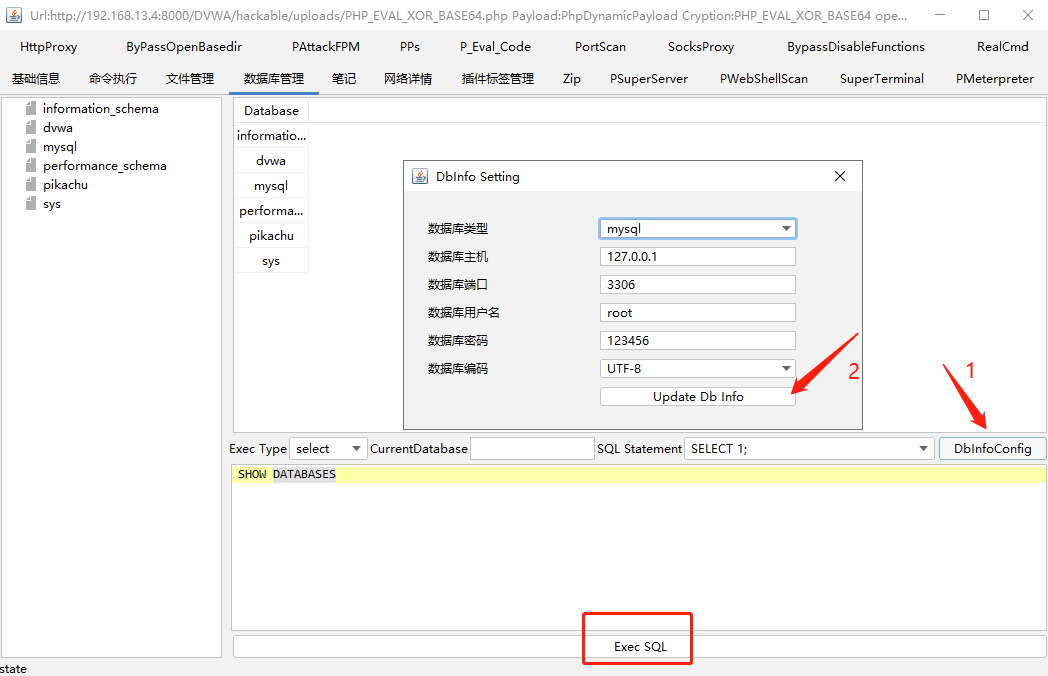 Url:http://192.168.13.4:8000/DVWA/hackable/uploads/PHP_EVAL_XOR_BASE64.php Payload:PhpDynamicPayload Cryption:PHP_EVAL_XOR_BASE64 ope...
HttpProxy ByPassOpenBasedir PAttackFPM PPs P_Eval_Code PortScan SocksProxy BypassDisableFunctions RealCmd
基础信息 命令执行 文件管理 数据库管理 笔记 网络详情 插件标签管理 Zip PSuperServer PWebShellScan SuperTerminal PMeterpreter
information_schema
dvwa
mysql
performance_schema
pikachu
sys
Database
informatio...
dvwa
mysql
performa...
pikachu
sys
DbInfo Setting
数据库类型 mysql
数据库主机 127.0.0.1
数据库端口 3306
数据库用户名 root
数据库密码 123456
数据库编码 UTF-8
Update Db Info
2
1
Exec Type select CurrentDatabase SQL Statement SELECT 1; DbInfoConfig
SHOW DATABASES
Exec SQL
state